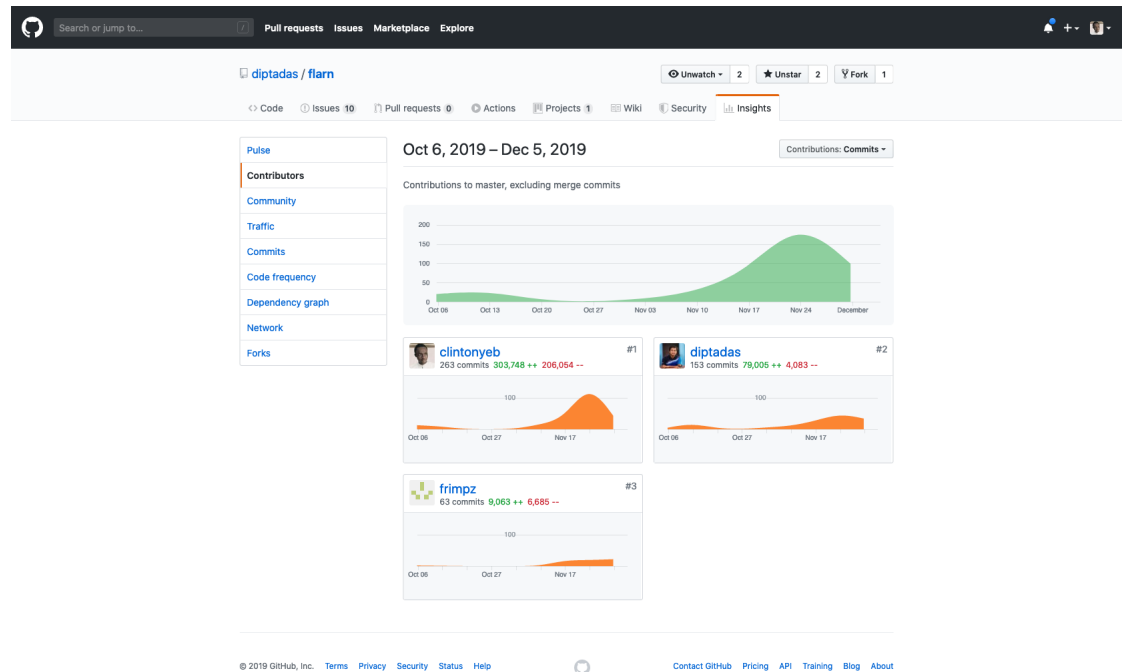 Search or jump to... / Pull requests Issues Marketplace Explore
diptadas / flarn Unwatch 2 Unstar 2 Fork 1
Code Issues 10 Pull requests 0 Actions Projects 1 Wiki Security Insights
Pulse
Contributors
Community
Traffic
Commits
Code frequency
Dependency graph
Network
Forks
Oct 6, 2019 – Dec 5, 2019 Contributions: Commits
Contributions to master, excluding merge commits
200
150
100
50
0
Oct 06 Oct 13 Oct 20 Oct 27 Nov 03 Nov 10 Nov 17 Nov 24 December
clintonyeb #1
263 commits 303,748 ++ 206,054 --
100
Oct 06 Oct 27 Nov 17
diptadas #2
153 commits 79,005 ++ 4,083 --
100
Oct 06 Oct 27 Nov 17
frimpz #3
63 commits 9,063 ++ 6,685 --
100
Oct 06 Oct 27 Nov 17
© 2019 GitHub, Inc. Terms Privacy Security Status Help Contact GitHub Pricing API Training Blog About